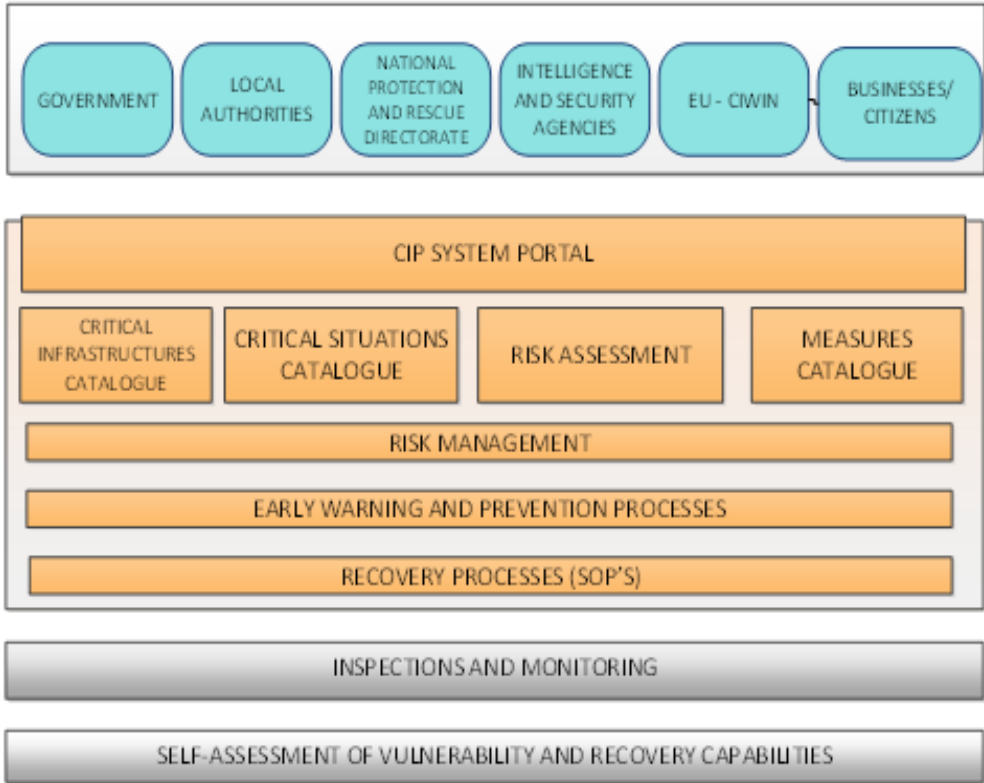 GOVERNMENT
LOCAL
AUTHORITIES
NATIONAL
PROTECTION
AND RESCUE
DIRECTORATE
INTELLIGENCE
AND SECURITY
AGENCIES
EU - CIWIN
BUSINESSES/
CITIZENS
CIP SYSTEM PORTAL
CRITICAL
INFRASTRUCTURES
CATALOGUE
CRITICAL SITUATIONS
CATALOGUE
RISK ASSESSMENT
MEASURES
CATALOGUE
RISK MANAGEMENT
EARLY WARNING AND PREVENTION PROCESSES
RECOVERY PROCESSES (SOP'S)
INSPECTIONS AND MONITORING
SELF-ASSESSMENT OF VULNERABILITY AND RECOVERY CAPABILITIES